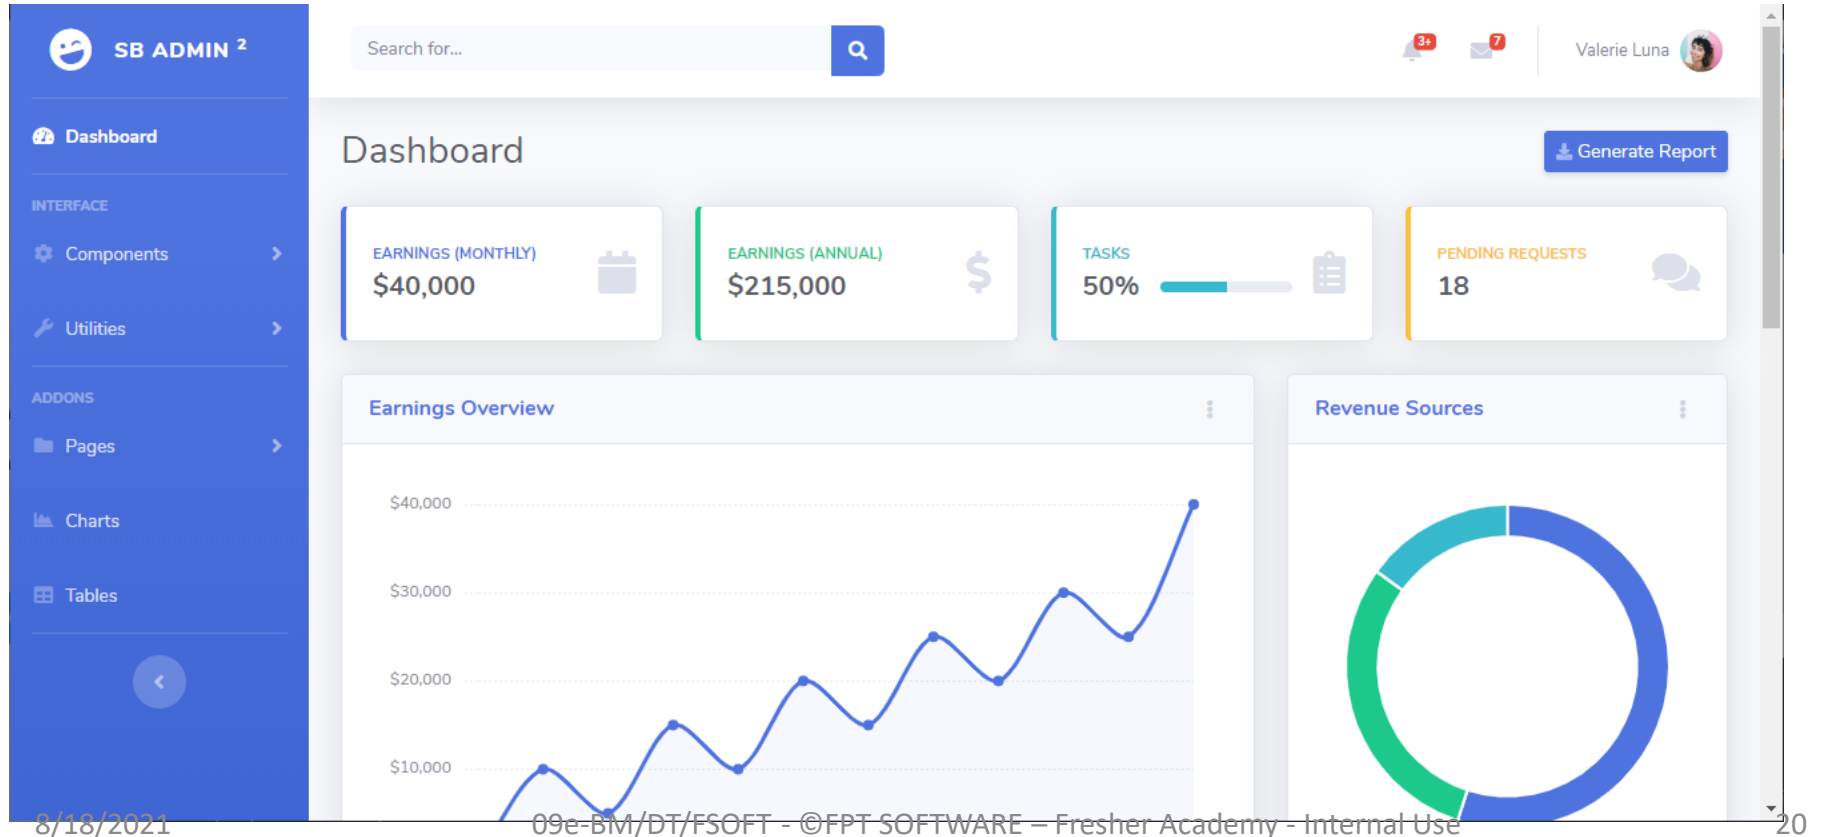 SB ADMIN 2
Search for...
3+
7
Valerie Luna
Dashboard
INTERFACE
Components
Utilities
ADDONS
Pages
Charts
Tables
Dashboard
Generate Report
EARNINGS (MONTHLY)
$40,000
EARNINGS (ANNUAL)
$215,000
TASKS
50%
PENDING REQUESTS
18
Earnings Overview
$40,000
$30,000
$20,000
$10,000
Revenue Sources
8/18/2021
09e-BM/DT/FSOFT - ©FPT SOFTWARE – Fresher Academy - Internal Use
20